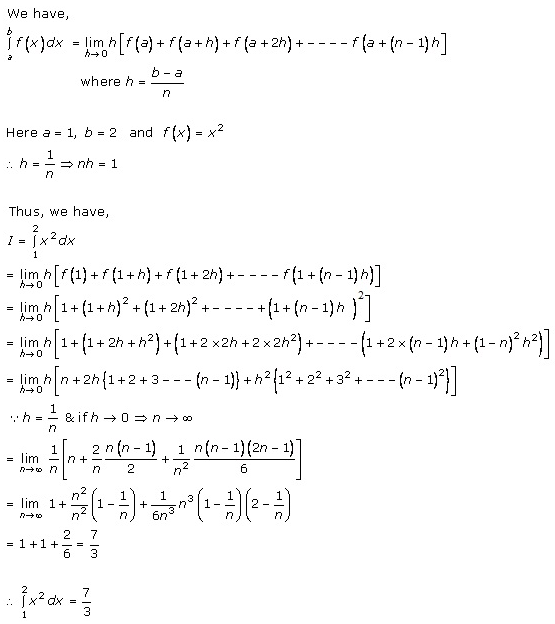 We have,
∫_a^b f(x)dx = lim_{h→0} h[f(a)+f(a+h)+f(a+2h)+----f(a+(n-1)h]
where h = (b-a)/n
Here a = 1, b = 2 and f(x) = x²
∴ h = 1/n ⇒ nh = 1
Thus, we have,
I = ∫_1^2 x² dx
= lim_{h→0} h[f(1)+f(1+h)+f(1+2h)+----f(1+(n-1)h)]
= lim_{h→0} h[1+(1+h)²+(1+2h)²+----+(1+(n-1)h )²]
= lim_{h→0} h[1+(1+2h+h²)+(1+2×2h+2×2h²)+----(1+2×(n-1)h+(1-n)²h²)]
= lim_{h→0} h[n+2h{1+2+3---(n-1)}+h²{1²+2²+3²+---(n-1)²}]
∵ h = 1/n & if h → 0 ⇒ n → ∞
= lim_{n→∞} 1/n [n + 2/n n(n-1)/2 + 1/n² n(n-1)(2n-1)/6]
= lim_{n→∞} 1 + n²/n² (1 - 1/n) + 1/6n³ n³ (1 - 1/n)(2 - 1/n)
= 1 + 1 + 2/6 = 7/3
∴ ∫_1^2 x² dx = 7/3